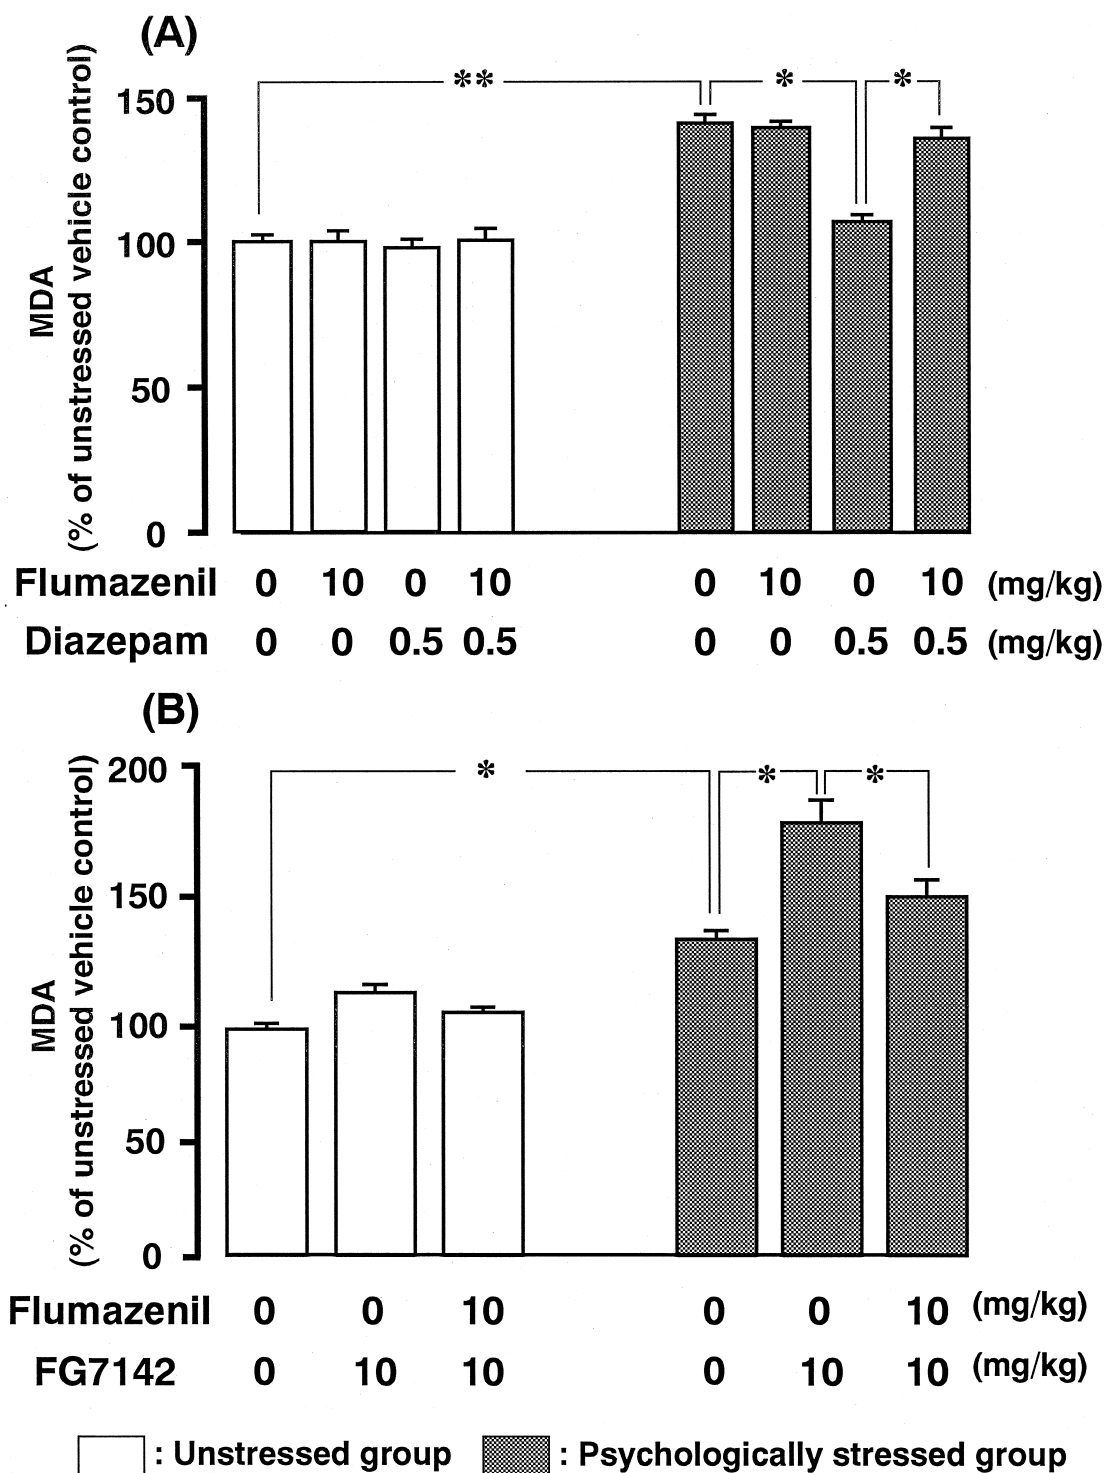 (A)
MDA
(% of unstressed vehicle control)
150
100
50
0
** * *
Flumazenil 0 10 0 10 0 10 0 10 (mg/kg)
Diazepam 0 0 0.5 0.5 0 0 0.5 0.5 (mg/kg)
(B)
MDA
(% of unstressed vehicle control)
200
150
100
50
0
* * *
Flumazenil 0 0 10 0 0 10 (mg/kg)
FG7142 0 10 10 0 10 10 (mg/kg)
: Unstressed group : Psychologically stressed group